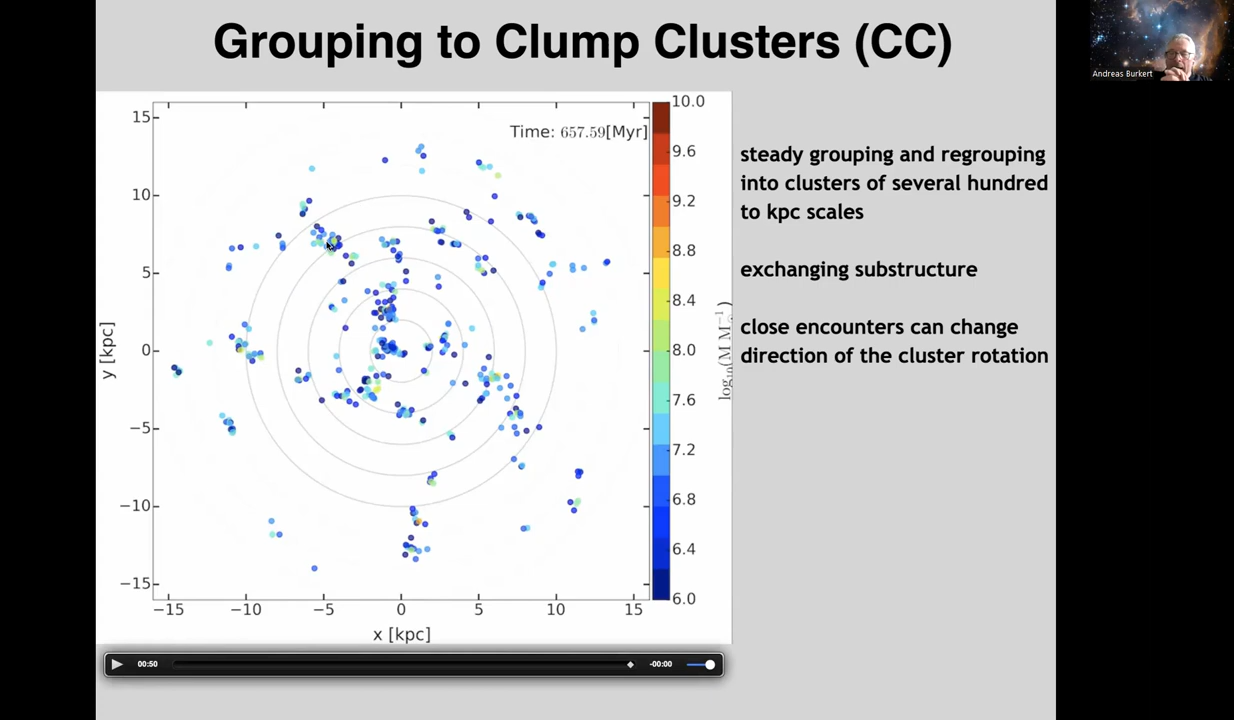 Grouping to Clump Clusters (CC)
Andreas Burkert
Time: 657.59[Myr]
15
10
5
0
−5
−10
−15
y [kpc]
−15 −10 −5 0 5 10 15
x [kpc]
10.0
9.6
9.2
8.8
8.4
8.0
7.6
7.2
6.8
6.4
6.0
steady grouping and regrouping
into clusters of several hundred
to kpc scales
exchanging substructure
close encounters can change
direction of the cluster rotation
00:50 -00:00